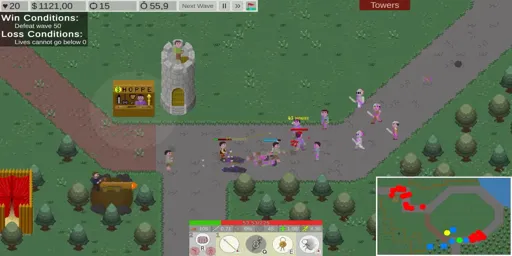 20 $ 1121,00 15 55,9 Next Wave
Towers
Win Conditions:
Defeat wave 50
Loss Conditions:
Lives cannot go below 0
HOPPE
R
Q
E